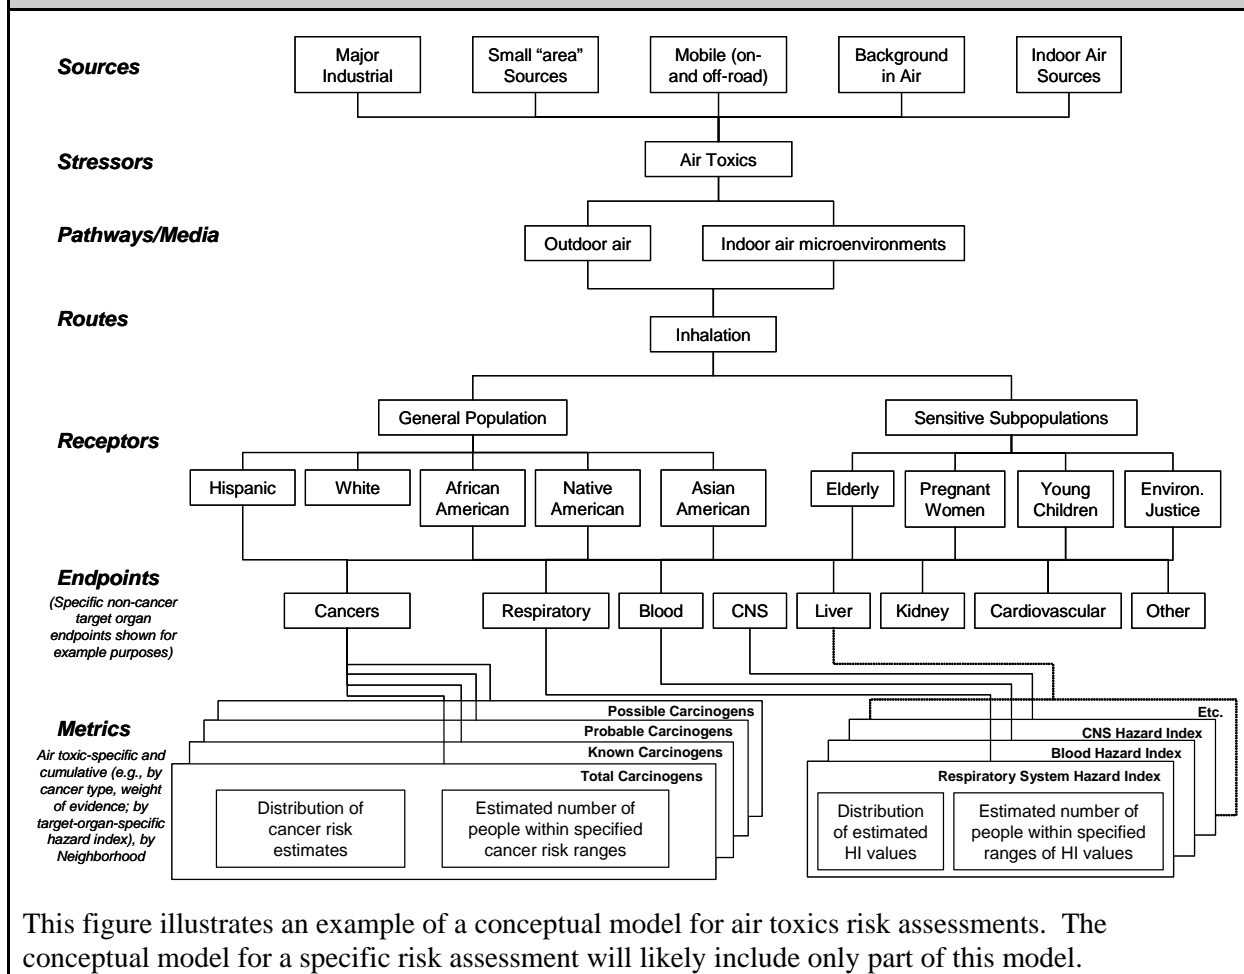 Sources
Major
Industrial
Small “area”
Sources
Mobile (on-
and off-road)
Background
in Air
Indoor Air
Sources
Stressors
Air Toxics
Pathways/Media
Outdoor air
Indoor air microenvironments
Routes
Inhalation
Receptors
General Population
Sensitive Subpopulations
Hispanic
White
African
American
Native
American
Asian
American
Elderly
Pregnant
Women
Young
Children
Environ.
Justice
Endpoints
(Specific non-cancer
target organ
endpoints shown for
example purposes)
Cancers
Respiratory
Blood
CNS
Liver
Kidney
Cardiovascular
Other
Metrics
Air toxic-specific and
cumulative (e.g., by
cancer type, weight
of evidence; by
target-organ-specific
hazard index), by
Neighborhood
Possible Carcinogens
Probable Carcinogens
Known Carcinogens
Total Carcinogens
Distribution of
cancer risk
estimates
Estimated number of
people within specified
cancer risk ranges
Etc.
CNS Hazard Index
Blood Hazard Index
Respiratory System Hazard Index
Distribution
of estimated
HI values
Estimated number of
people within specified
ranges of HI values
This figure illustrates an example of a conceptual model for air toxics risk assessments. The
conceptual model for a specific risk assessment will likely include only part of this model.